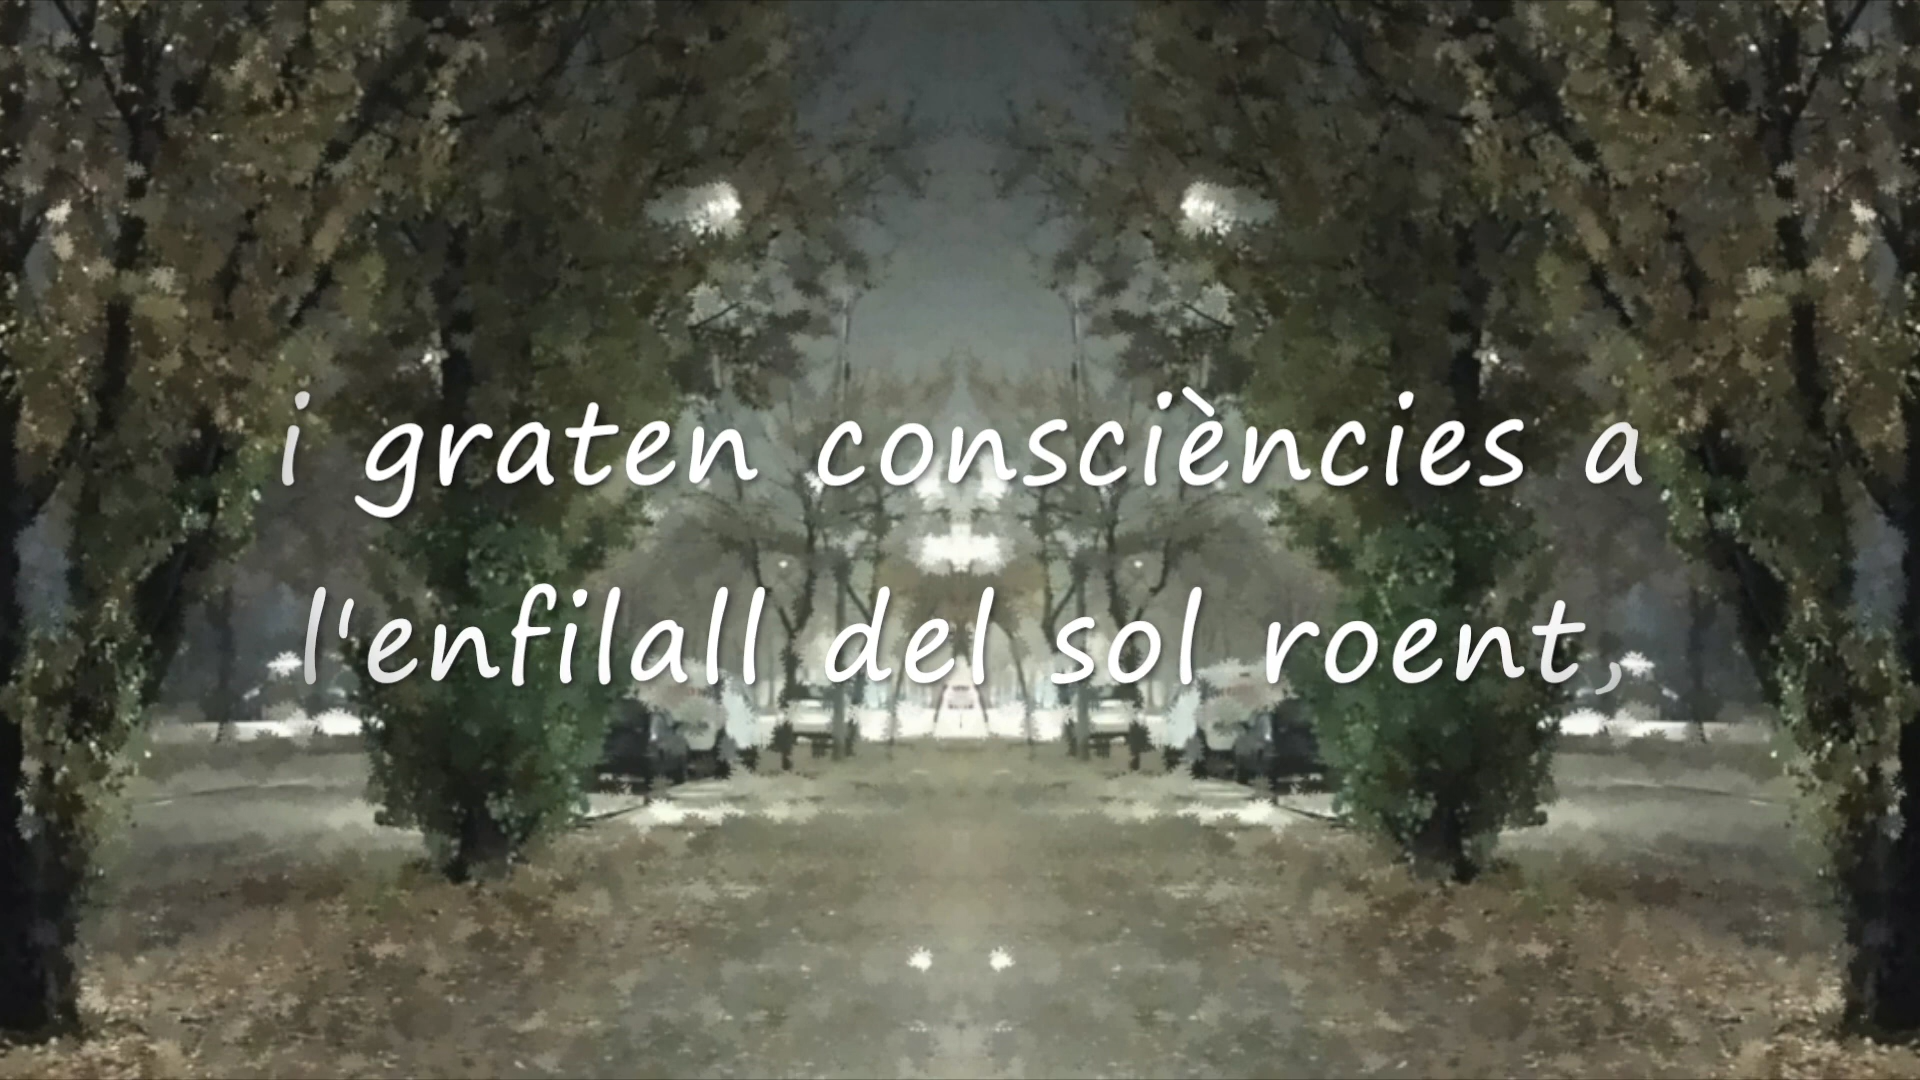 i graten consciències a
l'enfilall del sol roent,